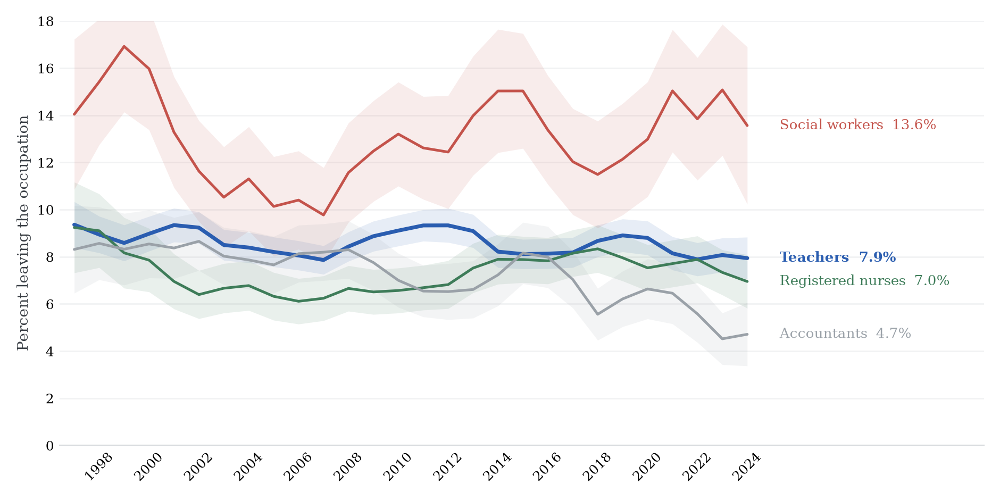 Percent leaving the occupation
18
16
14
12
10
8
6
4
2
0
Social workers 13.6%
Teachers 7.9%
Registered nurses 7.0%
Accountants 4.7%
1998 2000 2002 2004 2006 2008 2010 2012 2014 2016 2018 2020 2022 2024